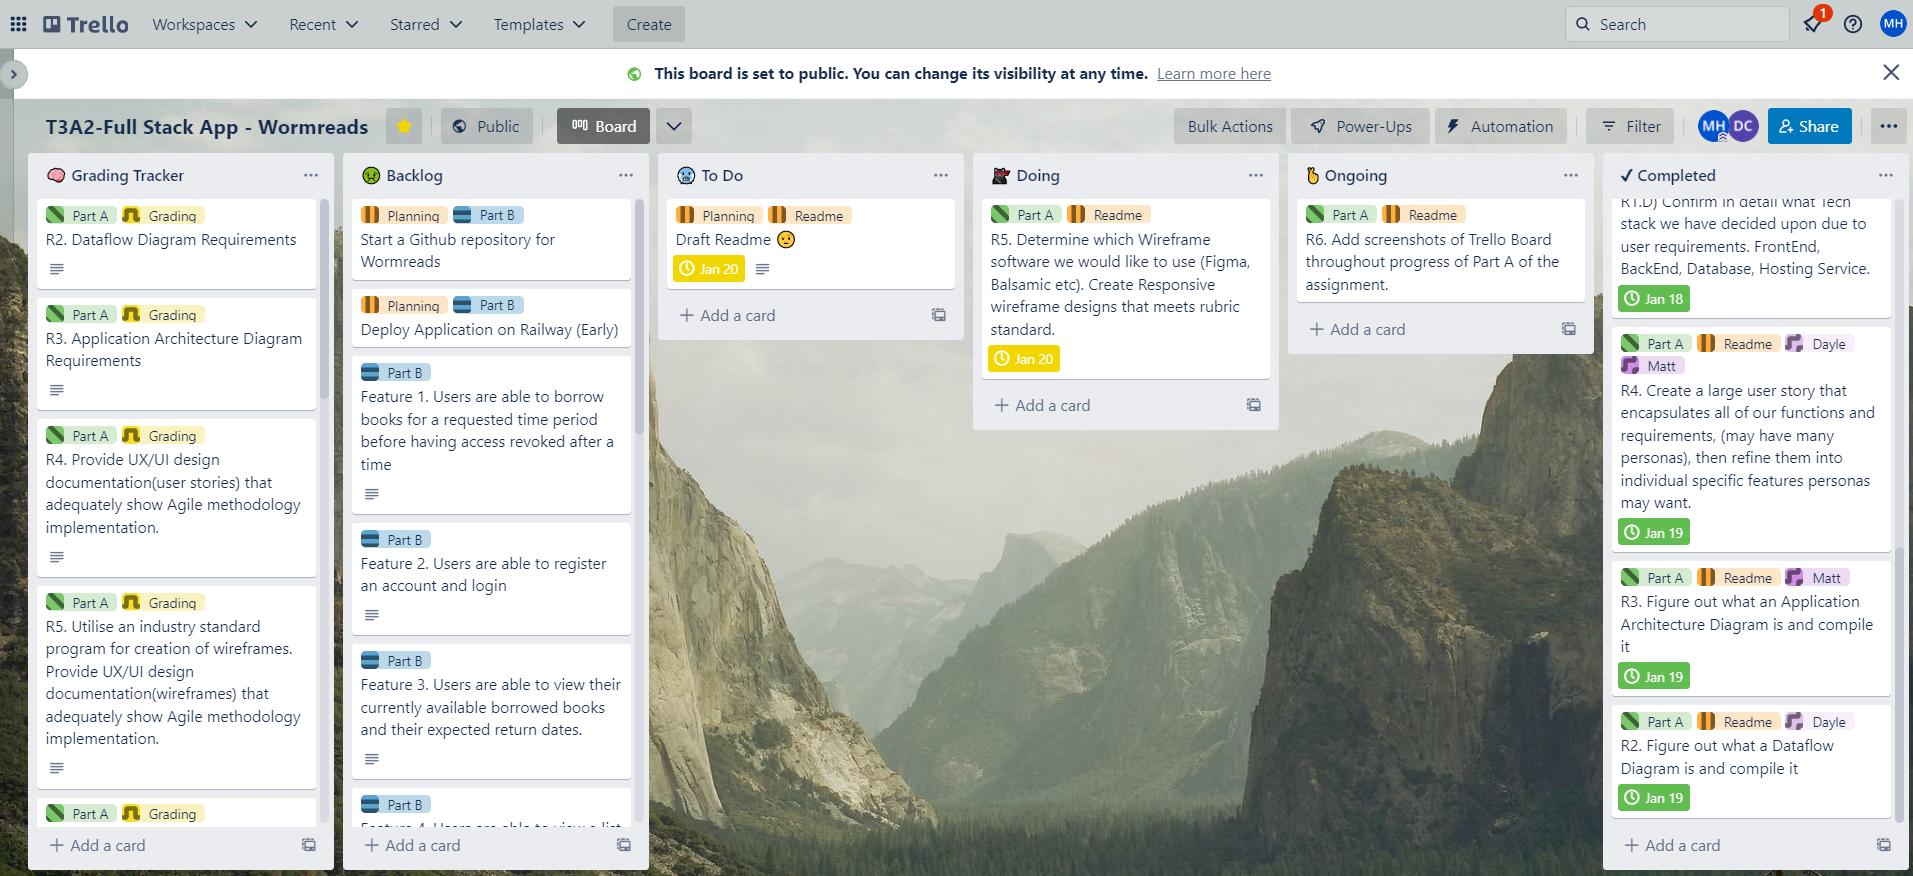 Trello
Workspaces
Recent
Starred
Templates
Create
Search
1
MH
This board is set to public. You can change its visibility at any time. Learn more here
T3A2-Full Stack App - Wormreads
Public
Board
Bulk Actions
Power-Ups
Automation
Filter
MH
DC
Share
Grading Tracker
Part A Grading
R2. Dataflow Diagram Requirements
Part A Grading
R3. Application Architecture Diagram
Requirements
Part A Grading
R4. Provide UX/UI design
documentation(user stories) that
adequately show Agile methodology
implementation.
Part A Grading
R5. Utilise an industry standard
program for creation of wireframes.
Provide UX/UI design
documentation(wireframes) that
adequately show Agile methodology
implementation.
Part A Grading
+ Add a card
Backlog
Planning Part B
Start a Github repository for
Wormreads
Planning Part B
Deploy Application on Railway (Early)
Part B
Feature 1. Users are able to borrow
books for a requested time period
before having access revoked after a
time
Part B
Feature 2. Users are able to register
an account and login
Part B
Feature 3. Users are able to view their
currently available borrowed books
and their expected return dates.
Part B
Feature 4. Users are able to view a list
+ Add a card
To Do
Planning Readme
Draft Readme
Jan 20
+ Add a card
Doing
Part A Readme
R5. Determine which Wireframe
software we would like to use (Figma,
Balsamic etc). Create Responsive
wireframe designs that meets rubric
standard.
Jan 20
+ Add a card
Ongoing
Part A Readme
R6. Add screenshots of Trello Board
throughout progress of Part A of the
assignment.
+ Add a card
Completed
R1.D) Confirm in detail what Tech
stack we have decided upon due to
user requirements. FrontEnd,
BackEnd, Database, Hosting Service.
Jan 18
Part A Readme Dayle
Matt
R4. Create a large user story that
encapsulates all of our functions and
requirements, (may have many
personas), then refine them into
individual specific features personas
may want.
Jan 19
Part A Readme Matt
R3. Figure out what an Application
Architecture Diagram is and compile
it
Jan 19
Part A Readme Dayle
R2. Figure out what a Dataflow
Diagram is and compile it
Jan 19
+ Add a card